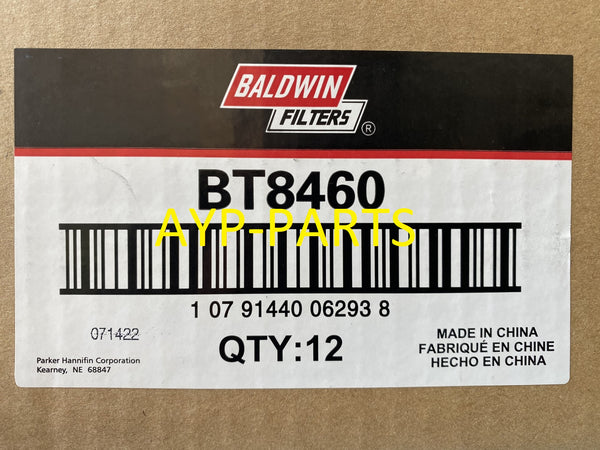 BALDWIN
FILTERS®
BT8460
AYP-PARTS
1 07 91440 06293 8
071422
QTY:12
MADE IN CHINA
FABRIQUÉ EN CHINE
HECHO EN CHINA
Parker Hannifin Corporation
Kearney, NE 68847